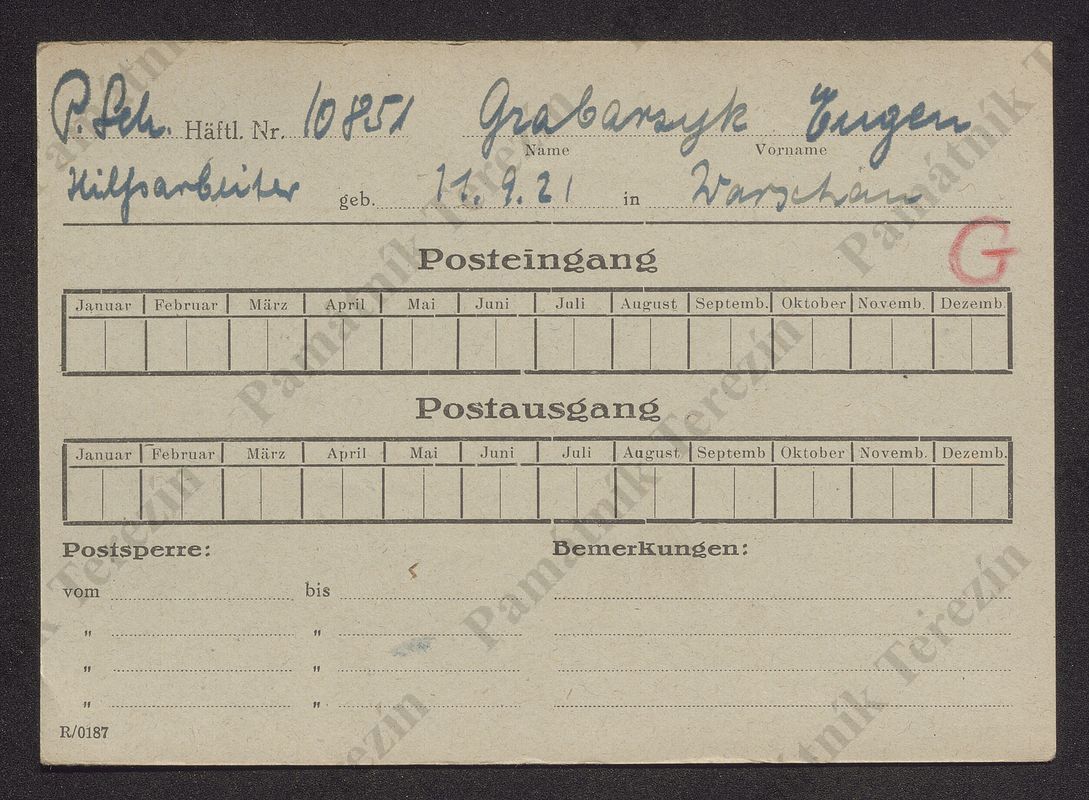 P. Sch. Häftl. Nr. 10851 Grabarzyk Eugen
Name Vorname
Hilfsarbeiter geb. 11. 9. 21 in Warschau
G
Posteingang
Januar Februar März April Mai Juni Juli August Septemb. Oktober Novemb. Dezemb.
Postausgang
Januar Februar März April Mai Juni Juli August Septemb Oktober Novemb. Dezemb.
Postsperre: Bemerkungen:
vom bis
" "
" "
" "
R/0187
Památník Terezín